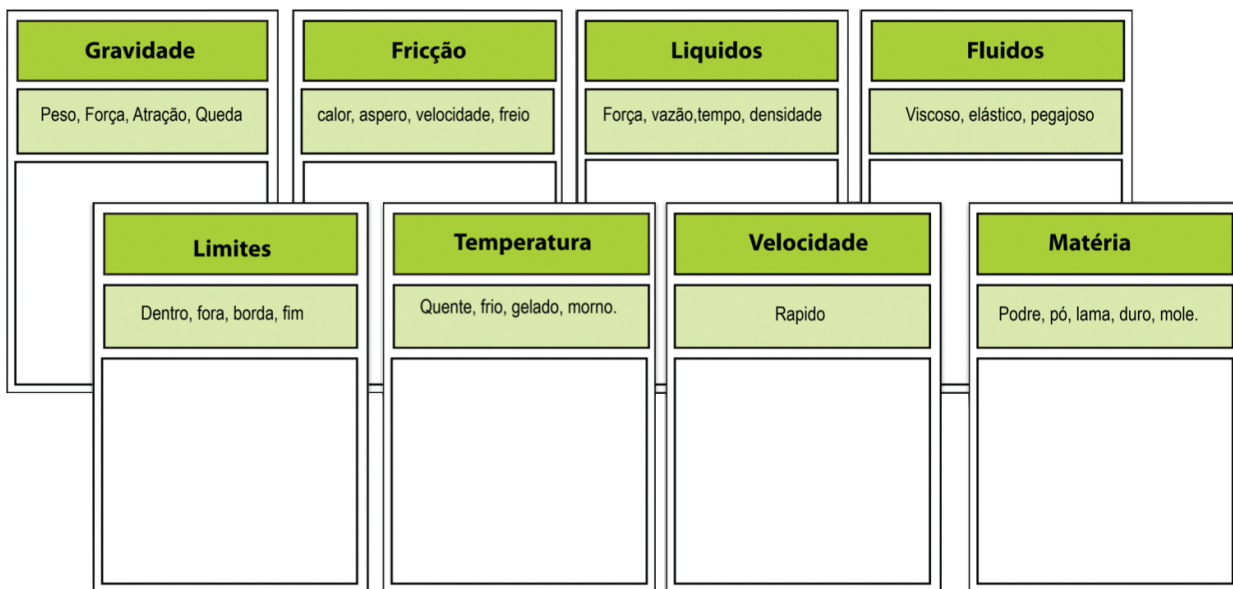 Gravidade
Peso, Força, Atração, Queda
Fricção
calor, aspero, velocidade, freio
Liquidos
Força, vazão,tempo, densidade
Fluidos
Viscoso, elástico, pegajoso
Limites
Dentro, fora, borda, fim
Temperatura
Quente, frio, gelado, morno.
Velocidade
Rapido
Matéria
Podre, pó, lama, duro, mole.